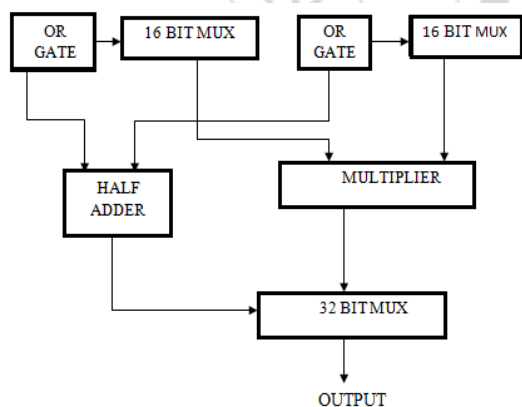 OR
GATE
16 BIT MUX
OR
GATE
16 BIT MUX
HALF
ADDER
MULTIPLIER
32 BIT MUX
OUTPUT